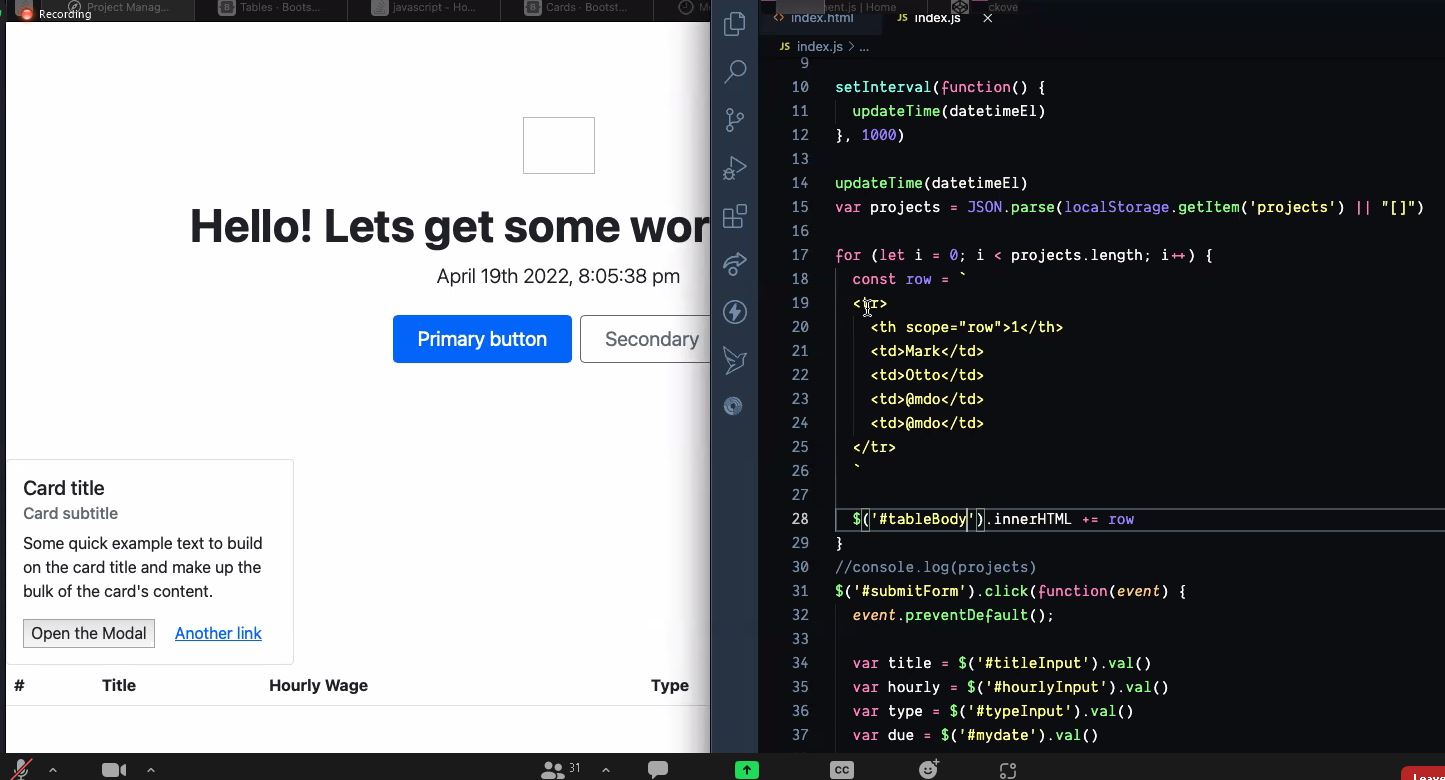 Recording
Project Manag...
Tables · Boots...
javascript - Ho...
Cards · Bootst...
Hello! Lets get some wor
April 19th 2022, 8:05:38 pm
Primary button
Secondary
Card title
Card subtitle
Some quick example text to build
on the card title and make up the
bulk of the card's content.
Open the Modal
Another link
# Title Hourly Wage Type
ent.js | Home
ckove
index.html
JS index.js
JS index.js > ...
9
10 setInterval(function() {
11 updateTime(datetimeEl)
12 }, 1000)
13
14 updateTime(datetimeEl)
15 var projects = JSON.parse(localStorage.getItem('projects') || "[]")
16
17 for (let i = 0; i < projects.length; i++) {
18 const row = `
19 <tr>
20 <th scope="row">1</th>
21 <td>Mark</td>
22 <td>Otto</td>
23 <td>@mdo</td>
24 <td>@mdo</td>
25 </tr>
26 `
27
28 $('#tableBody').innerHTML += row
29 }
30 //console.log(projects)
31 $('#submitForm').click(function(event) {
32 event.preventDefault();
33
34 var title = $('#titleInput').val()
35 var hourly = $('#hourlyInput').val()
36 var type = $('#typeInput').val()
37 var due = $('#mydate').val()
31
CC